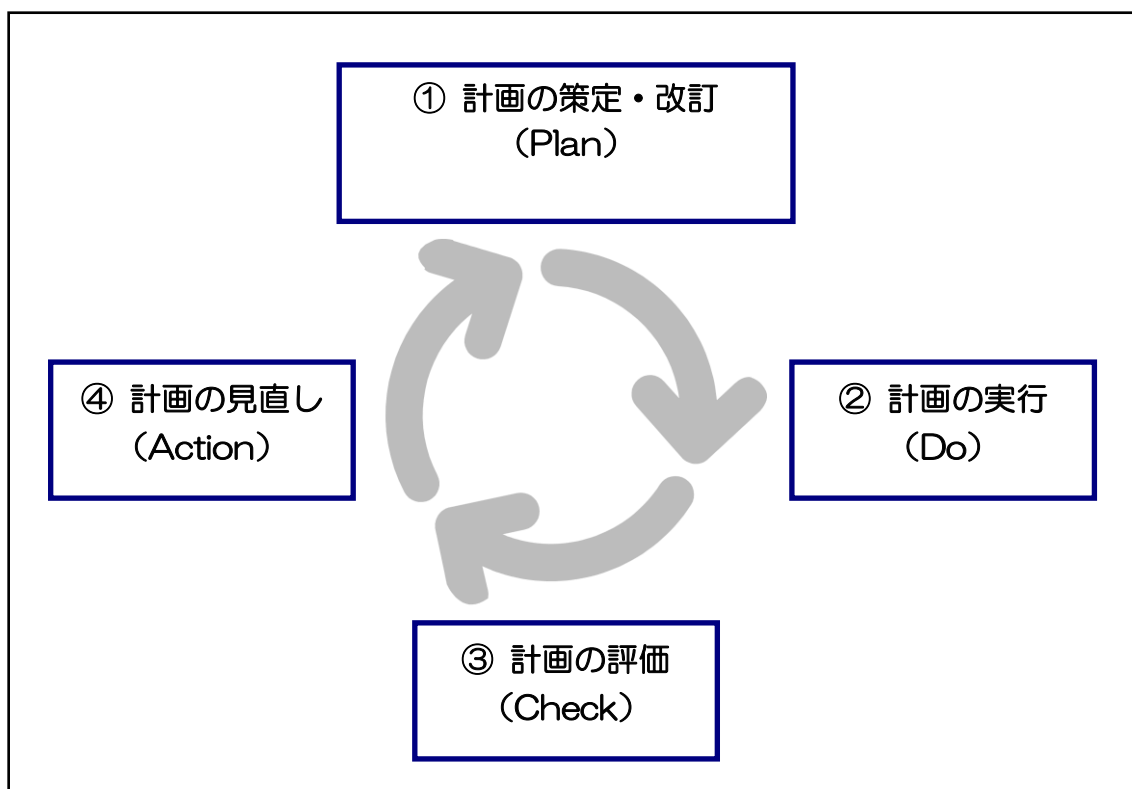 ① 計画の策定・改訂
（Plan）
② 計画の実行
（Do）
③ 計画の評価
（Check）
④ 計画の見直し
（Action）